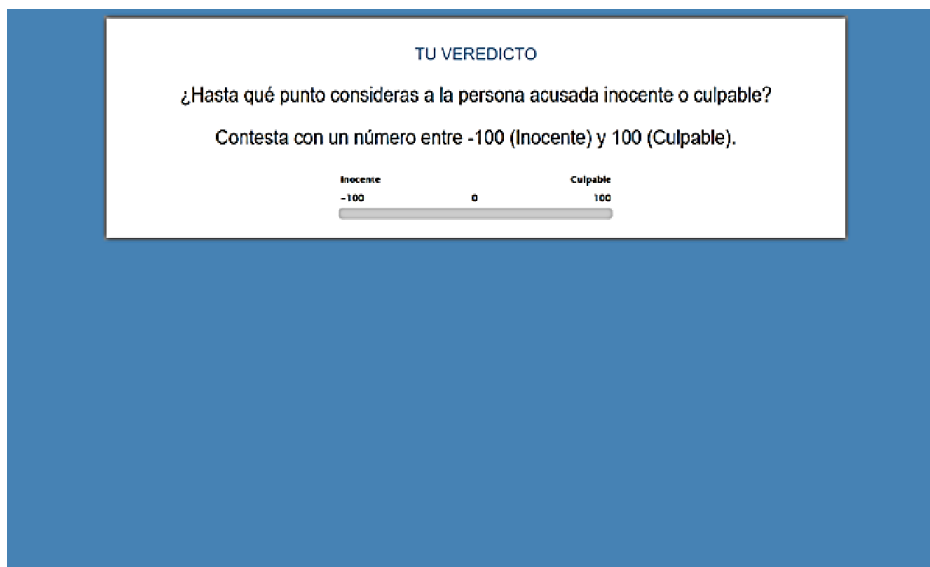 TU VEREDICTO
¿Hasta qué punto consideras a la persona acusada inocente o culpable?
Contesta con un número entre -100 (Inocente) y 100 (Culpable).
Inocente Culpable
-100 0 100